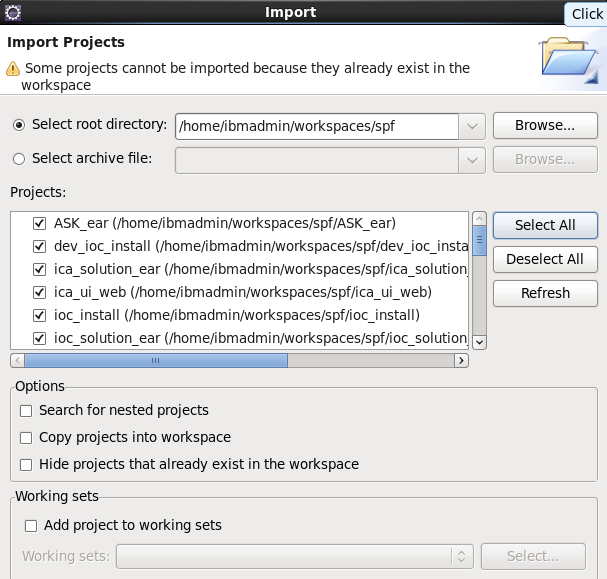 Import
Click
Import Projects
Some projects cannot be imported because they already exist in the
workspace
Select root directory: /home/ibmadmin/workspaces/spf Browse...
Select archive file: Browse...
Projects:
ASK_ear (/home/ibmadmin/workspaces/spf/ASK_ear)
dev_ioc_install (/home/ibmadmin/workspaces/spf/dev_ioc_insta
ica_solution_ear (/home/ibmadmin/workspaces/spf/ica_solution_
ica_ui_web (/home/ibmadmin/workspaces/spf/ica_ui_web)
ioc_install (/home/ibmadmin/workspaces/spf/ioc_install)
ioc_solution_ear (/home/ibmadmin/workspaces/spf/ioc_solution_
Select All
Deselect All
Refresh
Options
Search for nested projects
Copy projects into workspace
Hide projects that already exist in the workspace
Working sets
Add project to working sets
Working sets: Select...